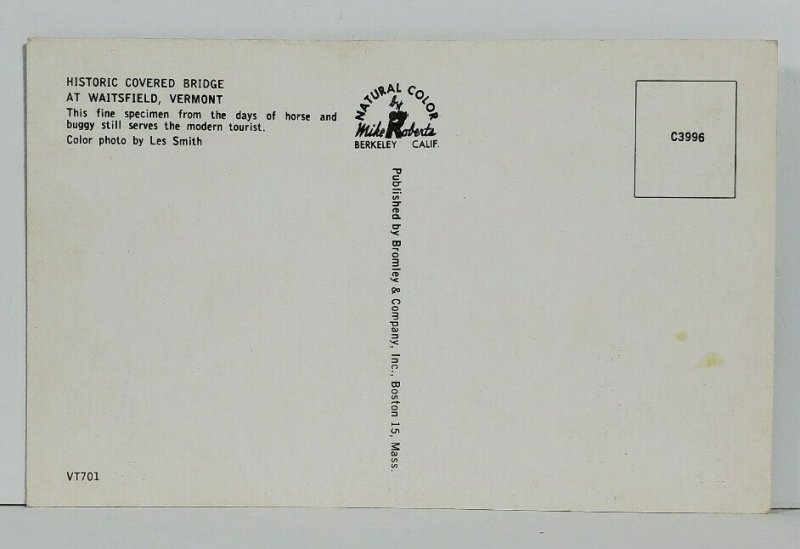 HISTORIC COVERED BRIDGE
AT WAITSFIELD, VERMONT
This fine specimen from the days of horse and
buggy still serves the modern tourist.
Color photo by Les Smith
NATURAL COLOR
by
Mike Roberts
BERKELEY CALIF.
Published by Bromley & Company, Inc., Boston 15, Mass.
C3996
VT701